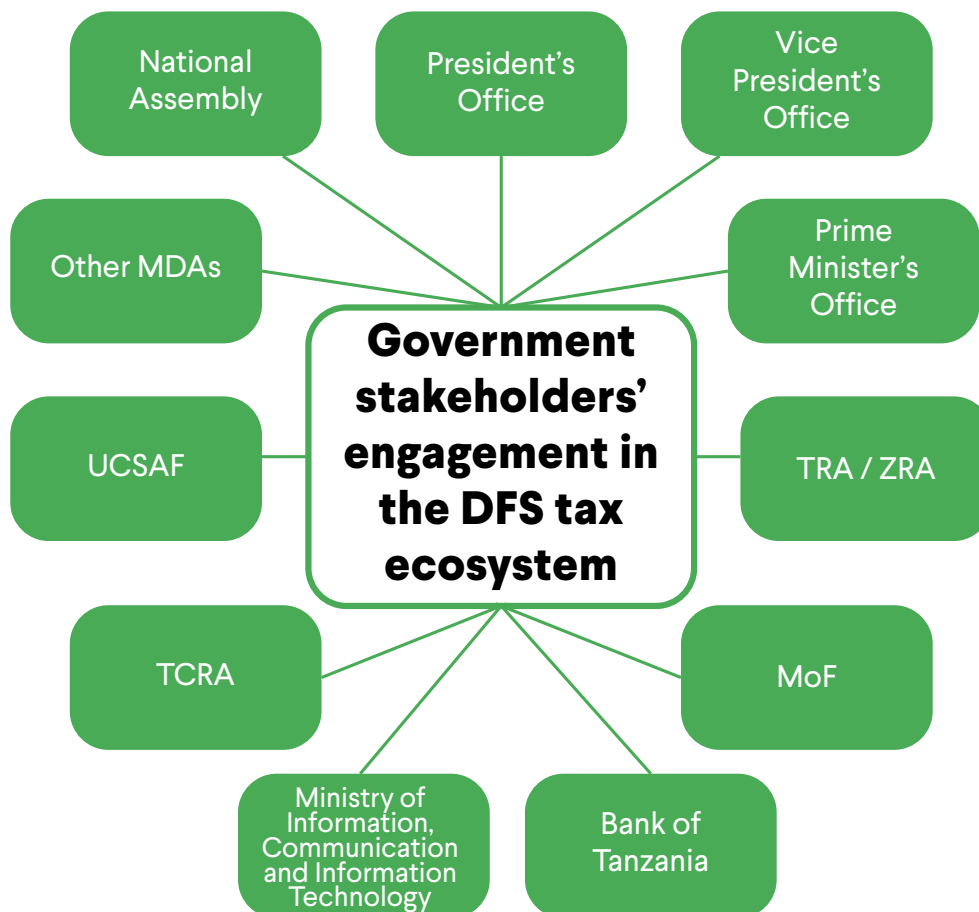 National
Assembly
President’s
Office
Vice
President’s
Office
Other MDAs
Prime
Minister’s
Office
Government
stakeholders’
engagement in
the DFS tax
ecosystem
UCSAF
TRA / ZRA
TCRA
MoF
Ministry of
Information,
Communication
and Information
Technology
Bank of
Tanzania